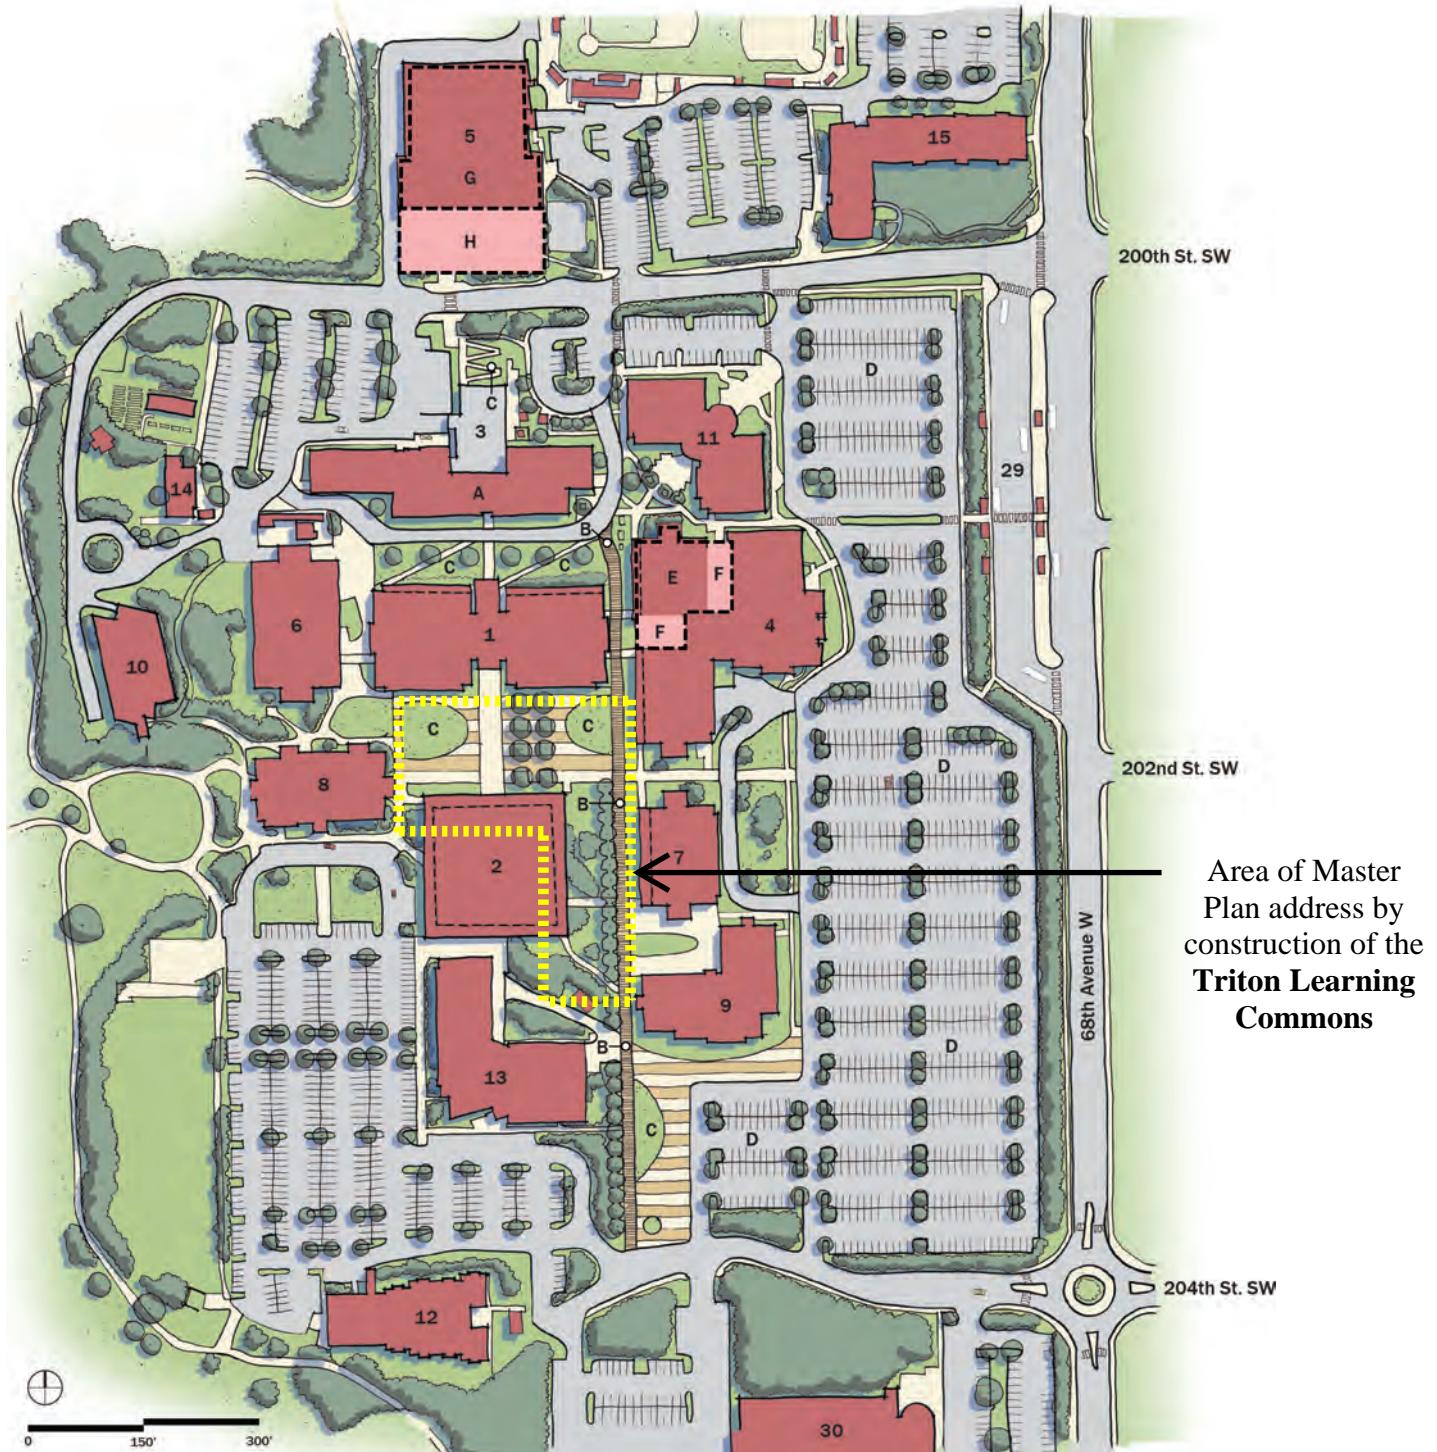 5
15
G
H
200th St. SW
D
C
3
11
29
14
A
B
C
C
E
F
F
6
1
4
10
C
C
D
202nd St. SW
8
B
2
7
Area of Master
Plan address by
construction of the
Triton Learning
Commons
68th Avenue W
9
B
D
13
C
D
204th St. SW
12
30
0
150'
300'